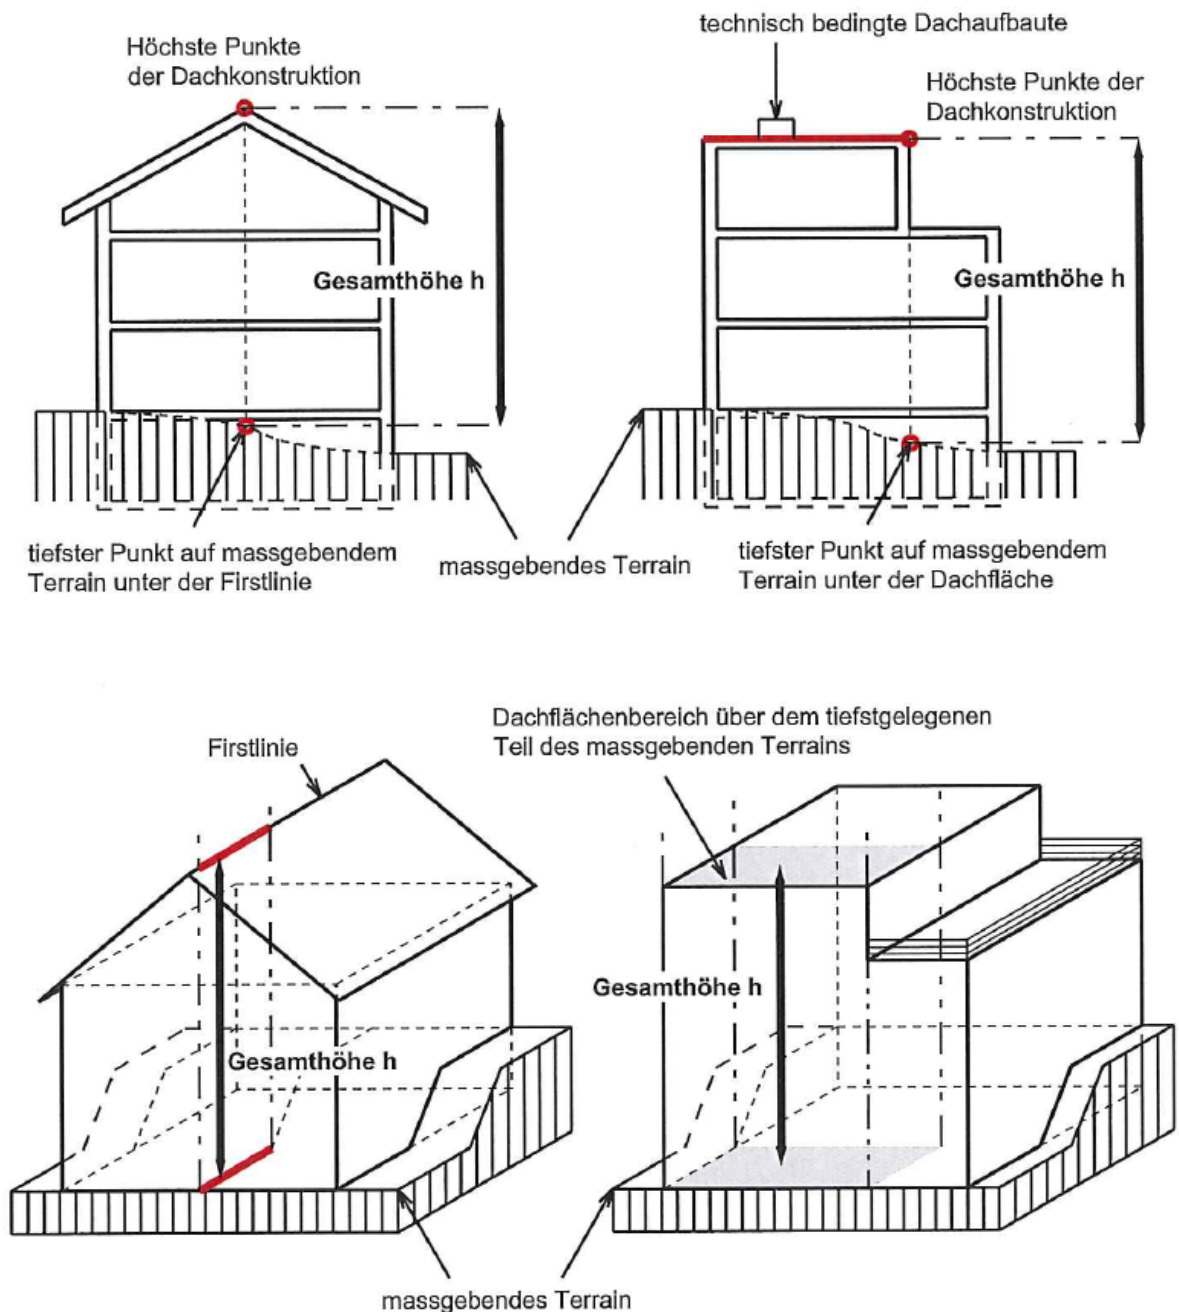 technisch bedingte Dachaufbaute
Höchste Punkte
der Dachkonstruktion
Höchste Punkte der
Dachkonstruktion
Gesamthöhe h
Gesamthöhe h
tiefster Punkt auf massgebendem
Terrain unter der Firstlinie
massgebendes Terrain
tiefster Punkt auf massgebendem
Terrain unter der Dachfläche
Dachflächenbereich über dem tiefstgelegenen
Teil des massgebenden Terrains
Firstlinie
Gesamthöhe h
Gesamthöhe h
massgebendes Terrain